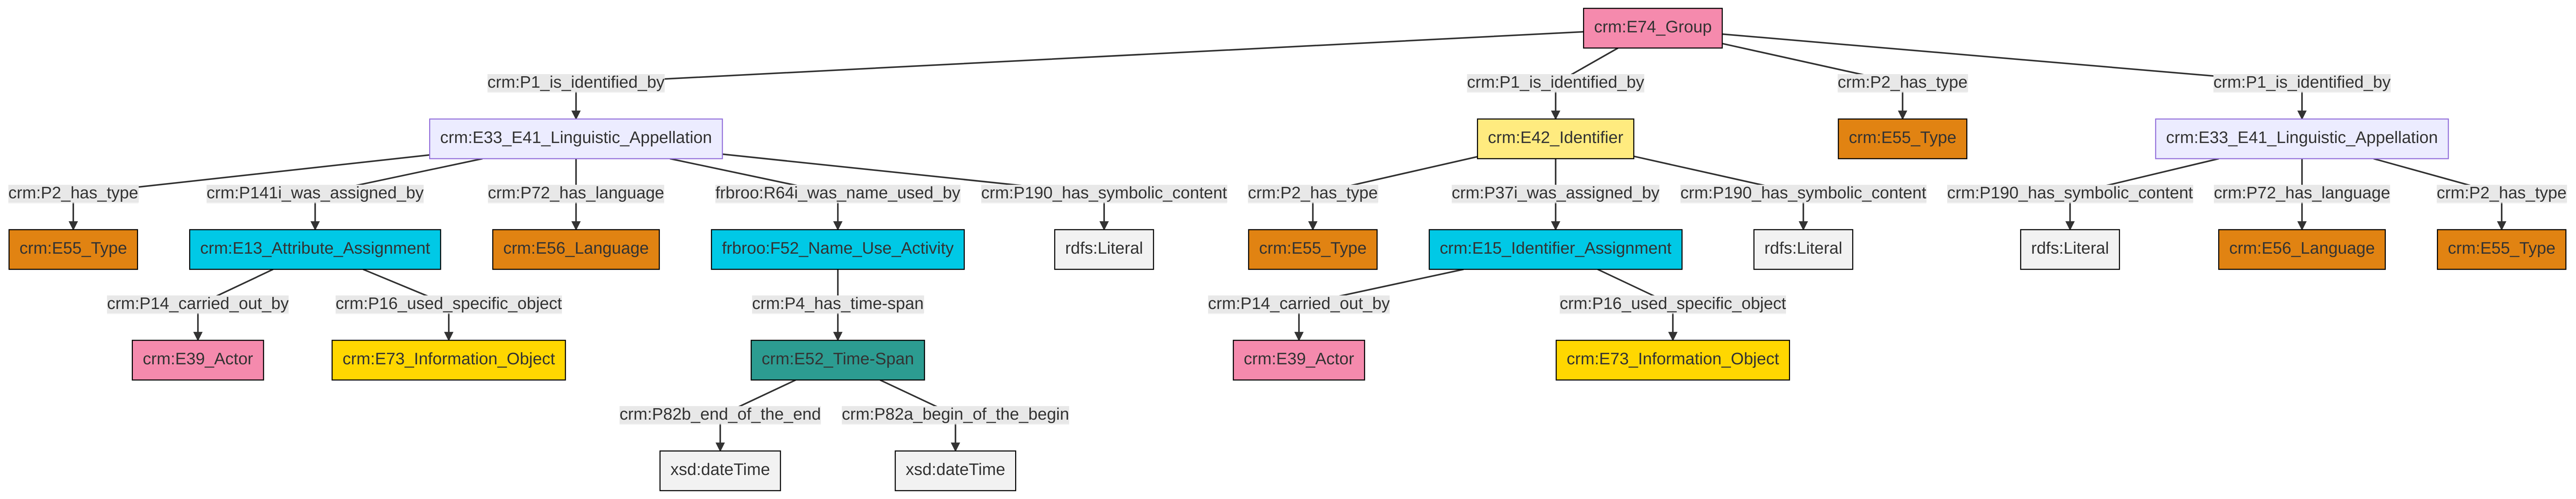 crm:E74_Group
crm:P1_is_identified_by
crm:P1_is_identified_by
crm:P2_has_type
crm:P1_is_identified_by
crm:E33_E41_Linguistic_Appellation
crm:E42_Identifier
crm:E55_Type
crm:E33_E41_Linguistic_Appellation
crm:P2_has_type
crm:P141i_was_assigned_by
crm:P72_has_language
frbroo:R64i_was_name_used_by
crm:P190_has_symbolic_content
crm:P2_has_type
crm:P37i_was_assigned_by
crm:P190_has_symbolic_content
crm:P190_has_symbolic_content
crm:P72_has_language
crm:P2_has_type
crm:E55_Type
crm:E13_Attribute_Assignment
crm:E56_Language
frbroo:F52_Name_Use_Activity
rdfs:Literal
crm:E55_Type
crm:E15_Identifier_Assignment
rdfs:Literal
rdfs:Literal
crm:E56_Language
crm:E55_Type
crm:P14_carried_out_by
crm:P16_used_specific_object
crm:P4_has_time-span
crm:P14_carried_out_by
crm:P16_used_specific_object
crm:E39_Actor
crm:E73_Information_Object
crm:E52_Time-Span
crm:E39_Actor
crm:E73_Information_Object
crm:P82b_end_of_the_end
crm:P82a_begin_of_the_begin
xsd:dateTime
xsd:dateTime